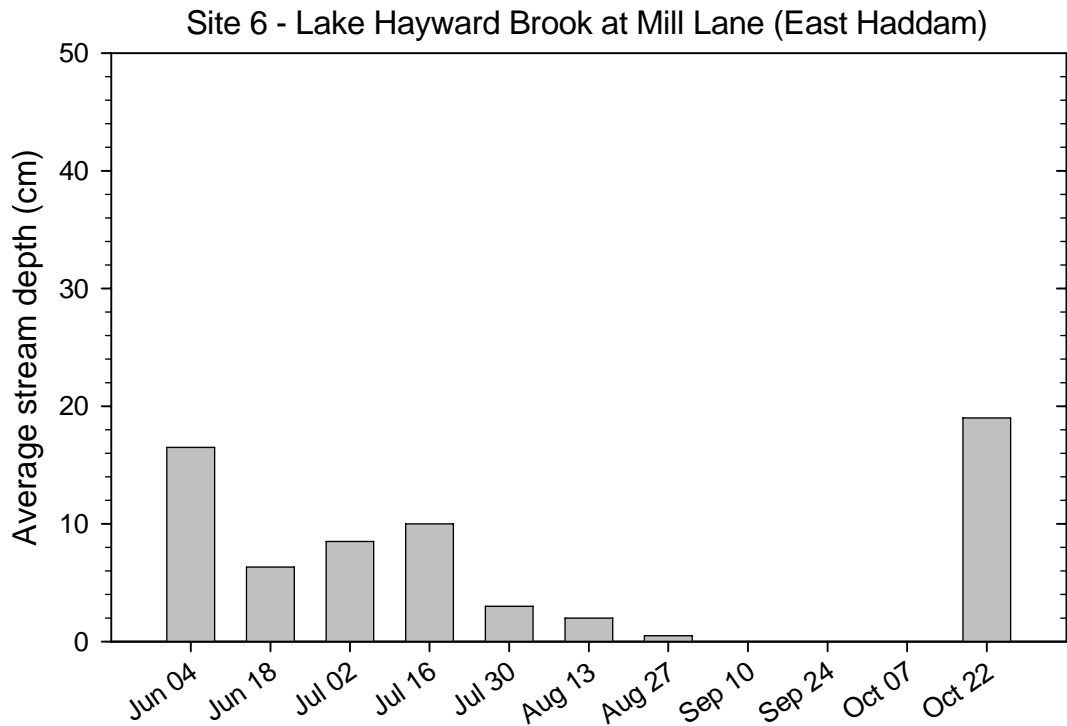 Site 6 - Lake Hayward Brook at Mill Lane (East Haddam)
Average stream depth (cm)
50
40
30
20
10
0
Jun 04
Jun 18
Jul 02
Jul 16
Jul 30
Aug 13
Aug 27
Sep 10
Sep 24
Oct 07
Oct 22